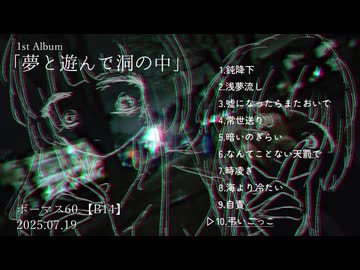 1st Album
「夢と遊んで洞の中」
1.鈍降下
2.浅夢流し
3.嘘になったらまたおいで
4.常世送り
5.暗いのきらい
6.なんてことない天罰で
7.時凌ぎ
8.海より冷たい
9.自賣
▷10.弔いごっこ
ボーマス60 【B14】
2025.07.19